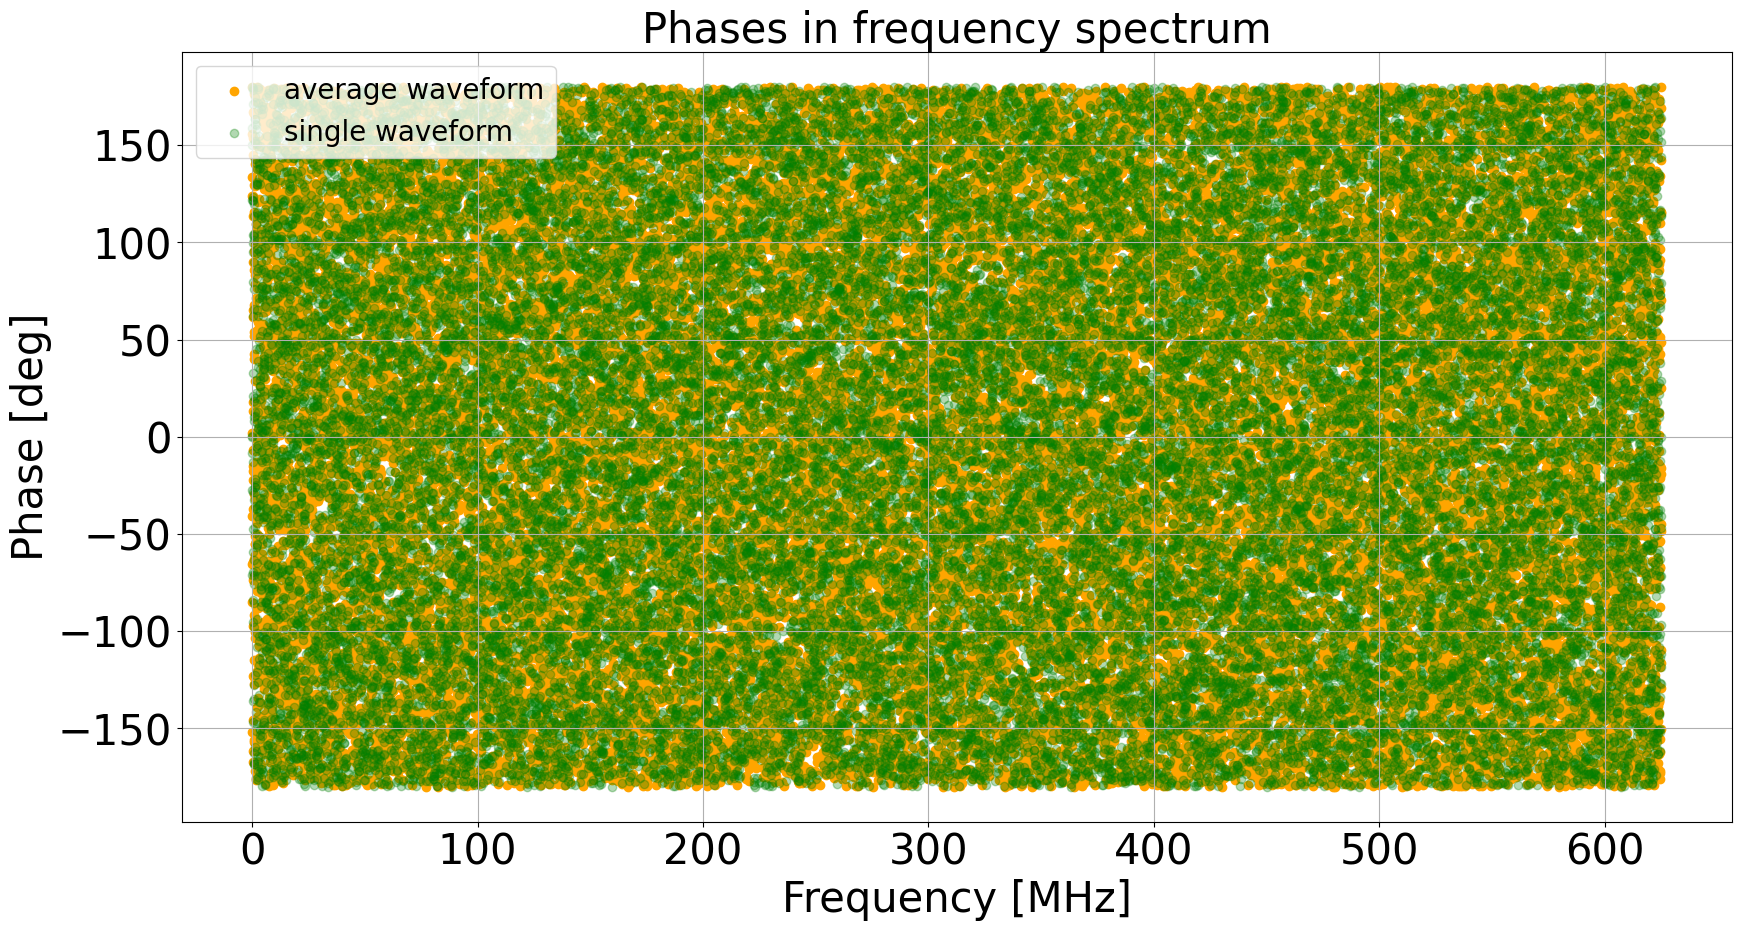 Phases in frequency spectrum
average waveform
single waveform
Phase [deg]
150
100
50
0
−50
−100
−150
0 100 200 300 400 500 600
Frequency [MHz]